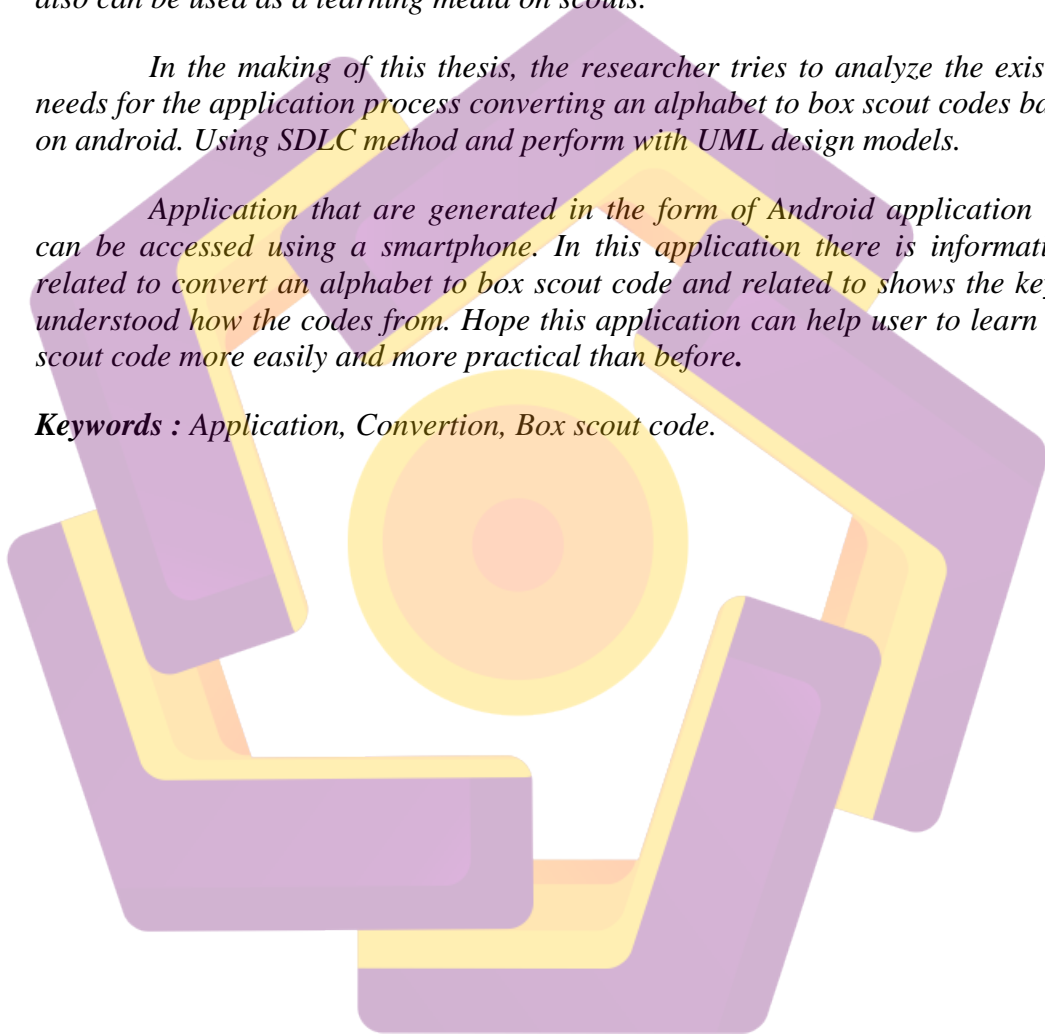 also can be used as a learning media on scouts.
In the making of this thesis, the researcher tries to analyze the exis
needs for the application process converting an alphabet to box scout codes ba
on android. Using SDLC method and perform with UML design models.
Application that are generated in the form of Android application
can be accessed using a smartphone. In this application there is informati
related to convert an alphabet to box scout code and related to shows the key
understood how the codes from. Hope this application can help user to learn
scout code more easily and more practical than before.
Keywords : Application, Convertion, Box scout code.